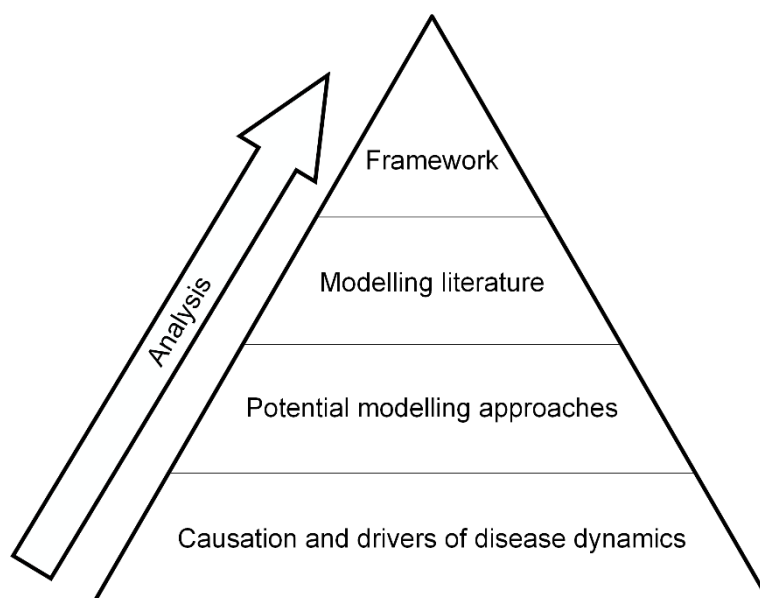 Framework
Modelling literature
Analysis
Potential modelling approaches
Causation and drivers of disease dynamics